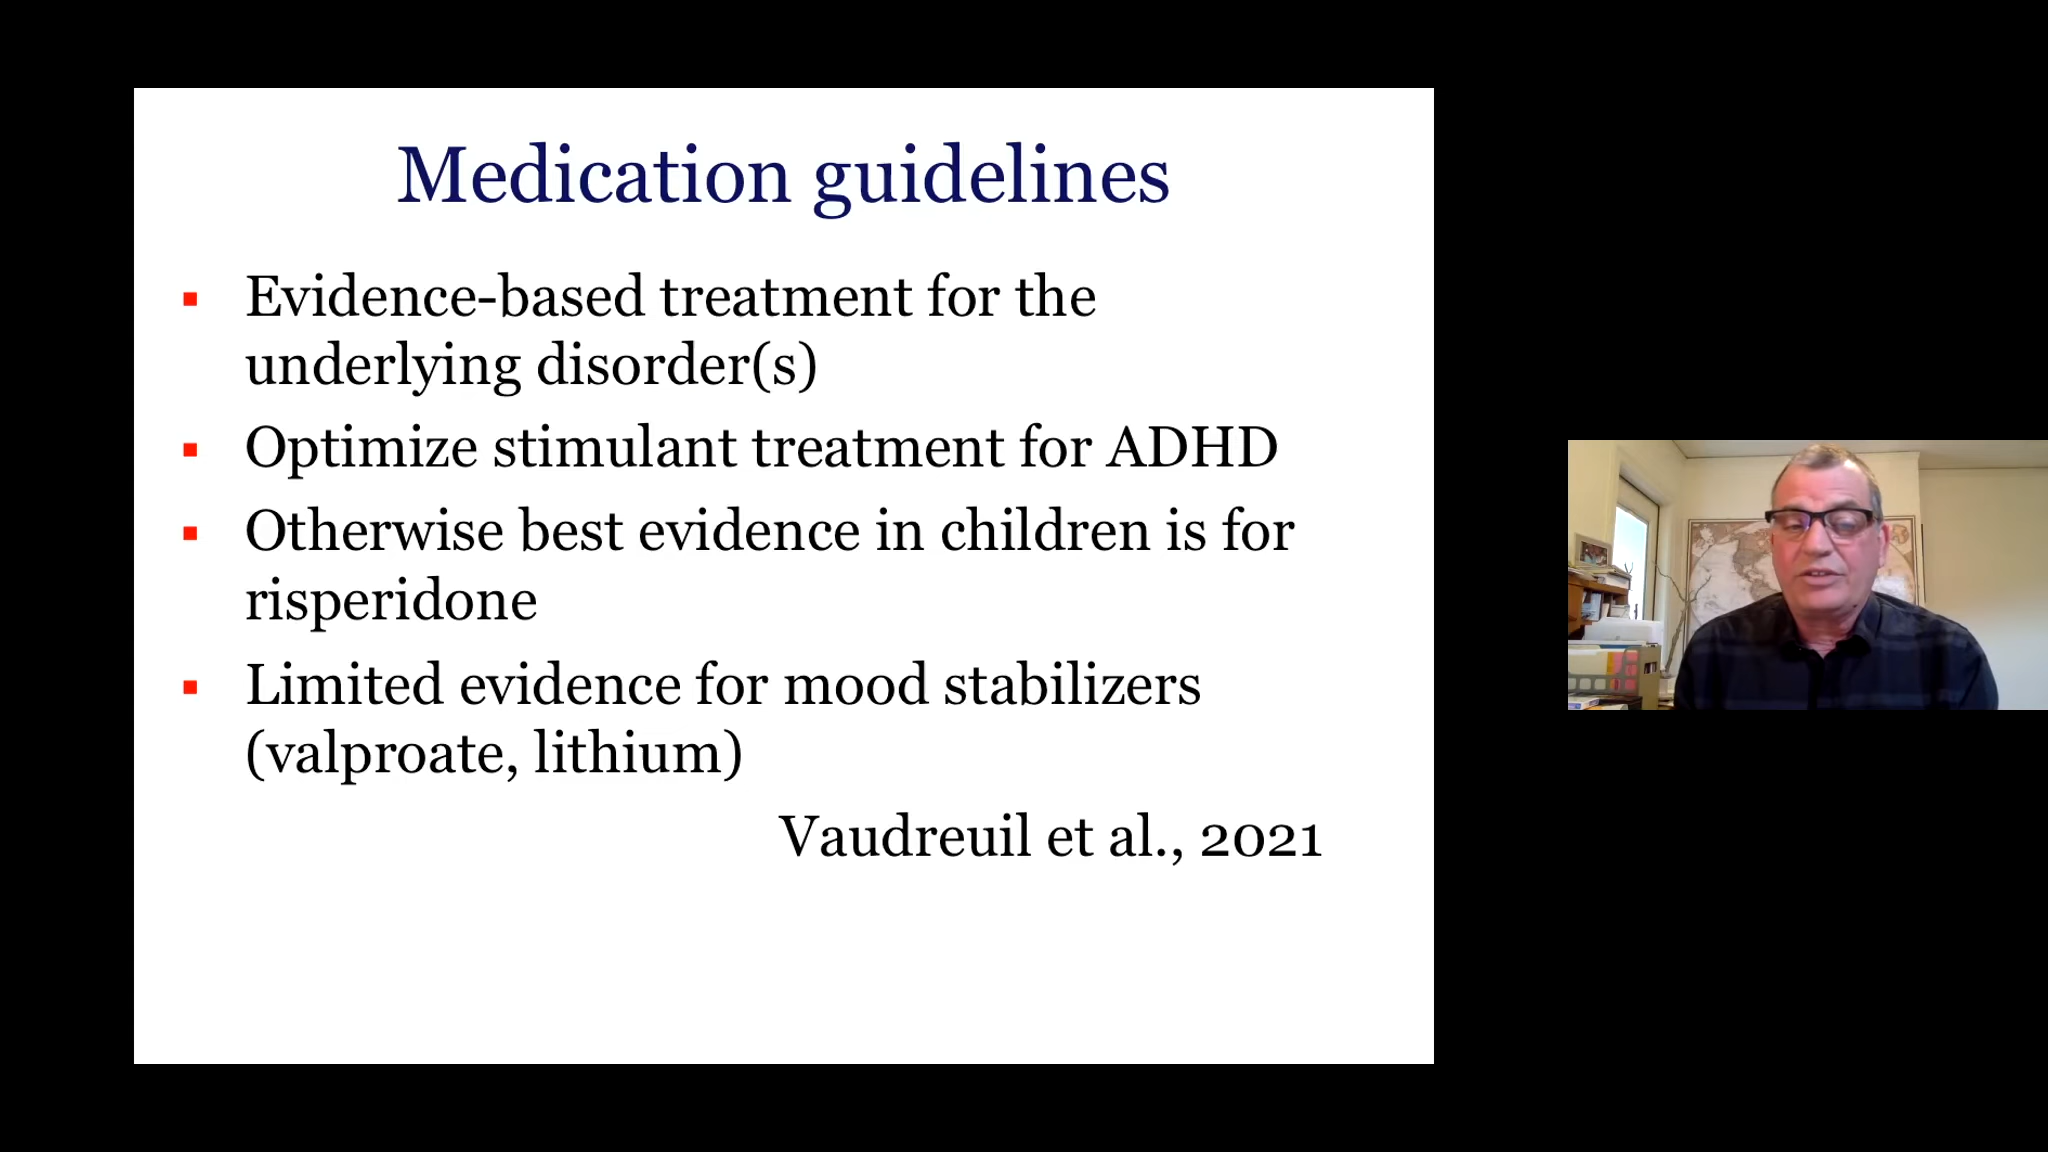 Medication guidelines
Evidence-based treatment for the
underlying disorder(s)
Optimize stimulant treatment for ADHD
Otherwise best evidence in children is for
risperidone
Limited evidence for mood stabilizers
(valproate, lithium)
Vaudreuil et al., 2021